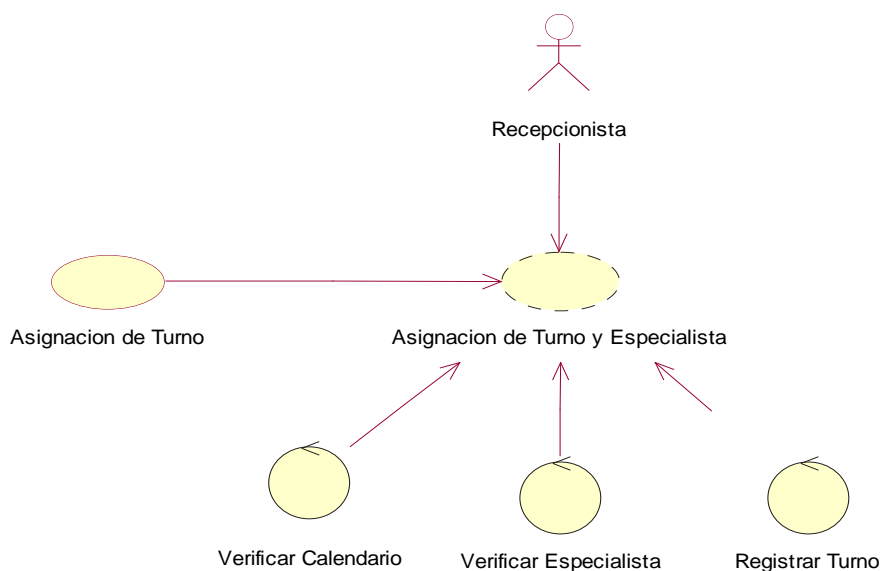 Recepcionista
Asignacion de Turno
Asignacion de Turno y Especialista
Verificar Calendario
Verificar Especialista
Registrar Turno